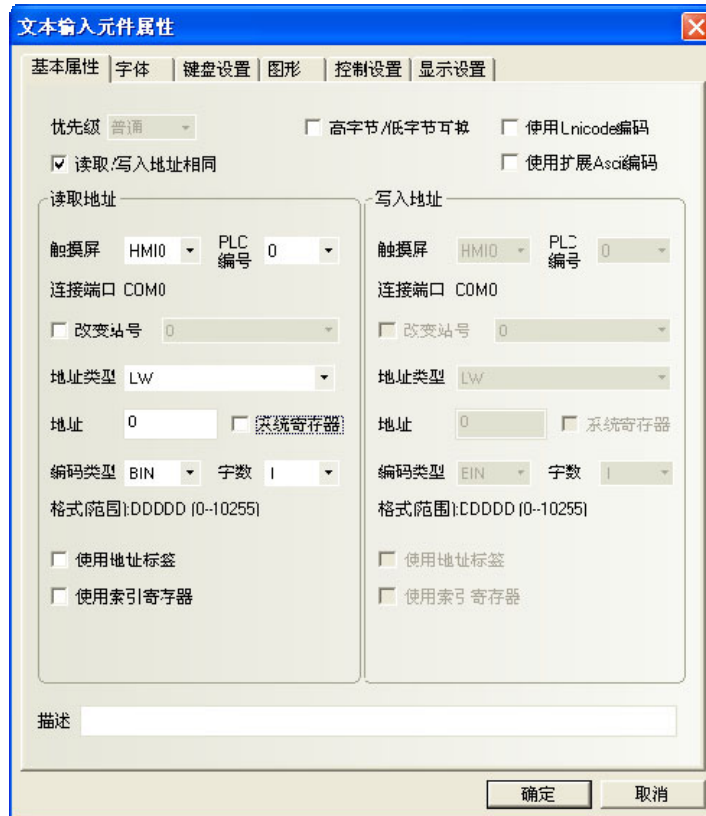 文本输入元件属性
基本属性 字体 键盘设置 图形 控制设置 显示设置
优先级 普通 高字节/低字节互换 使用Unicode编码
读取/写入地址相同 使用扩展Ascii编码
读取地址
触摸屏 HMI0 PLC编号 0
连接端口 COM0
改变站号 0
地址类型 LW
地址 0 系统寄存器
编码类型 BIN 字数 1
格式(范围):DDDDD (0--10255)
使用地址标签
使用索引寄存器
写入地址
触摸屏 HMI0 PLC编号 0
连接端口 COM0
改变站号 0
地址类型 LW
地址 0 系统寄存器
编码类型 BIN 字数 1
格式(范围):DDDDD (0--10255)
使用地址标签
使用索引寄存器
描述
确定 取消